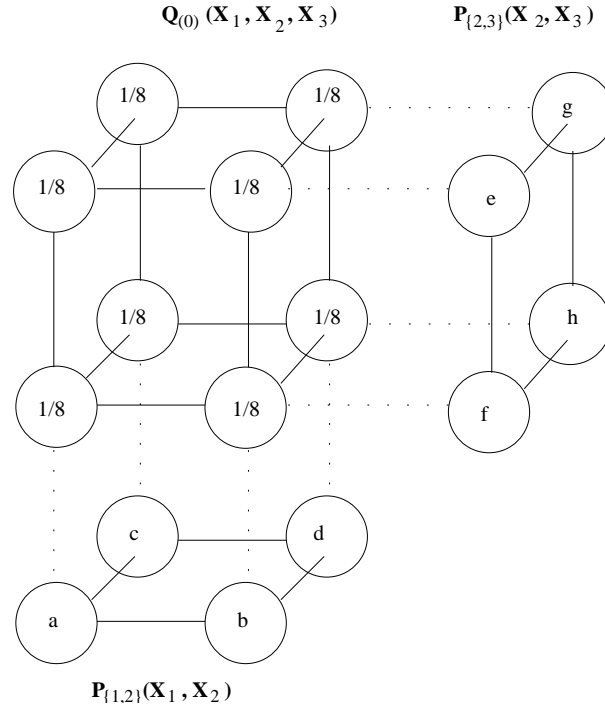 Q(0) (X1, X2, X3) P{2,3}(X2, X3)
1/8 1/8 g
1/8 1/8 e
1/8 1/8 h
1/8 1/8 f
c d
a b
P{1,2}(X1, X2)